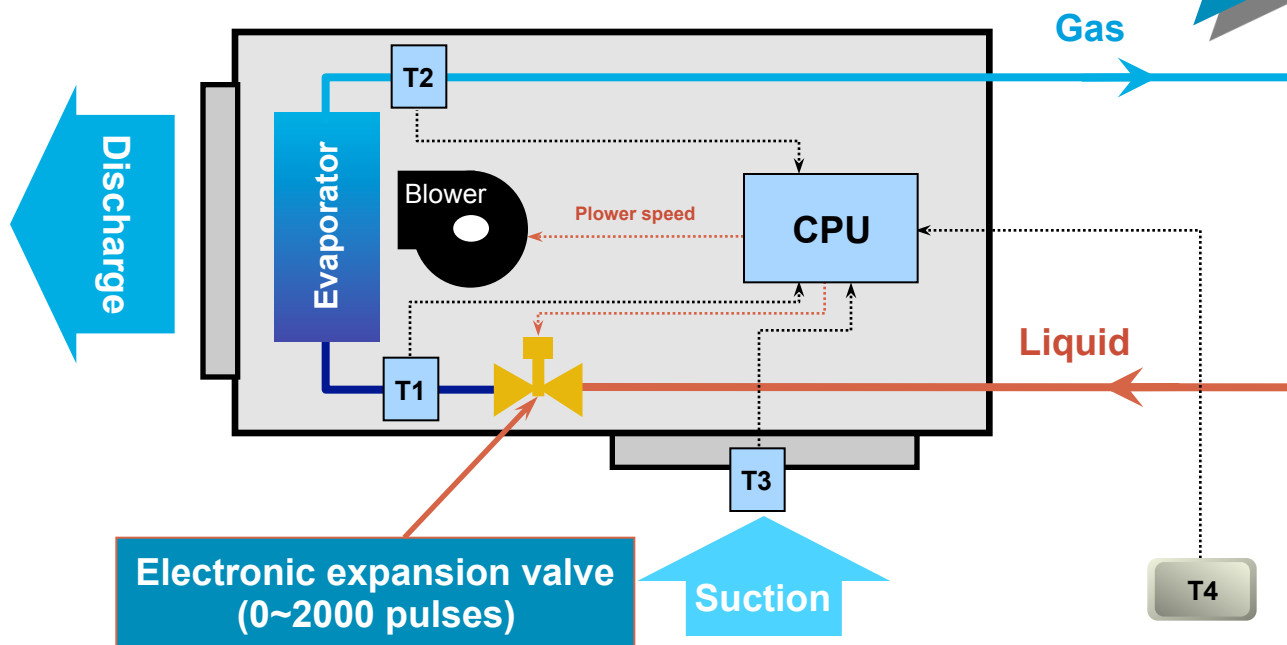 Gas
T2
Discharge
Evaporator
Blower
Plower speed
CPU
Liquid
T1
T3
Electronic expansion valve
(0~2000 pulses)
Suction
T4